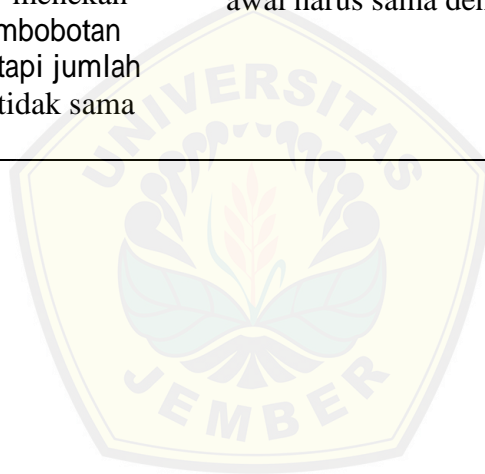 menekan
mbobotan
tapi jumlah
tidak sama
awal harus sama den
UNIVERSITAS
JEMBER